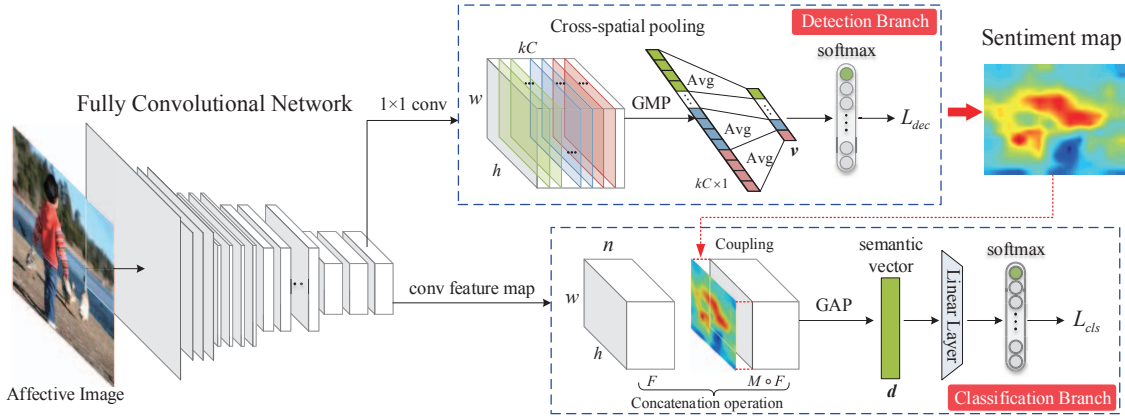 Detection Branch
Cross-spatial pooling
softmax
Sentiment map
kC
Fully Convolutional Network
1×1 conv
w
Avg
GMP
Avg
L_dec
Avg
h
v
kC×1
n
Coupling
semantic
vector
softmax
Linear Layer
conv feature map
w
GAP
L_cls
h
Affective Image
F
M ∘ F
d
Concatenation operation
Classification Branch